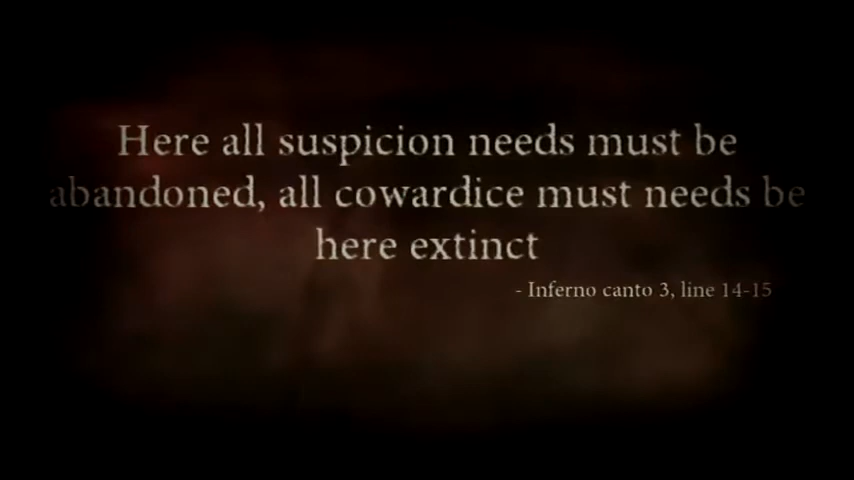 Here all suspicion needs must be
abandoned, all cowardice must needs be
here extinct
- Inferno canto 3, line 14-15